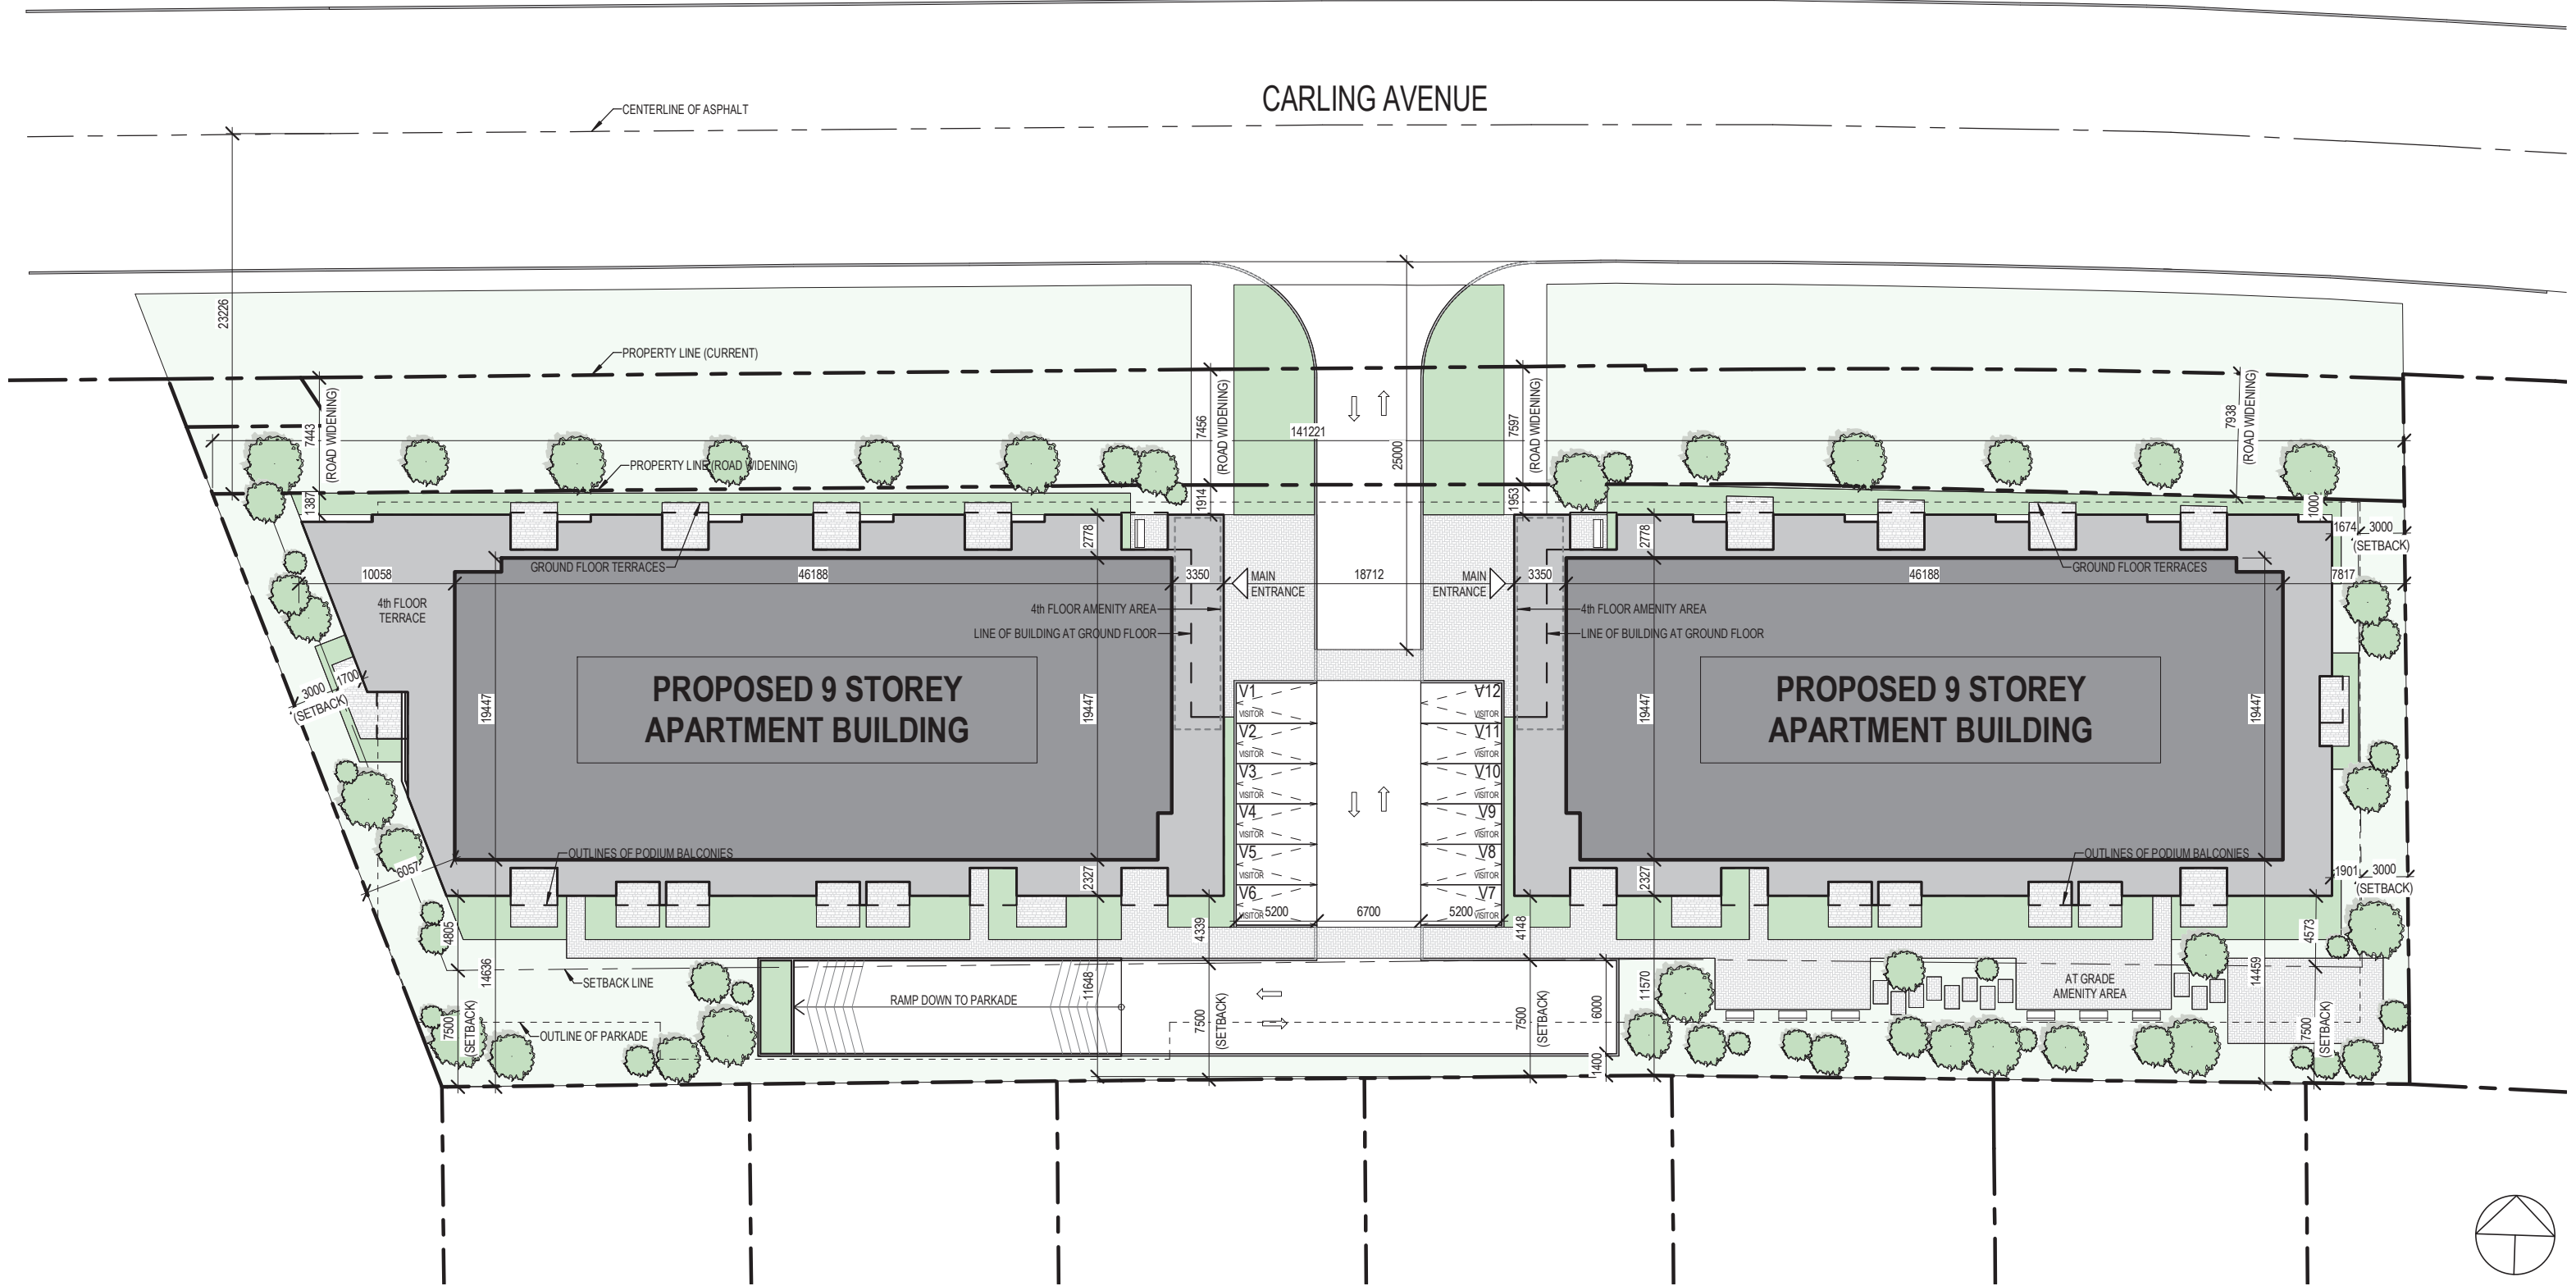 CARLING AVENUE
CENTERLINE OF ASPHALT
23226
PROPERTY LINE (CURRENT)
7443
(ROAD WIDENING)
7456
(ROAD WIDENING)
141221
25000
7597
(ROAD WIDENING)
7938
(ROAD WIDENING)
PROPERTY LINE (ROAD WIDENING)
1387
1914
1953
1000
1674
3000
(SETBACK)
2778
2778
GROUND FLOOR TERRACES
GROUND FLOOR TERRACES
10058
46188
3350
MAIN
ENTRANCE
18712
MAIN
ENTRANCE
3350
46188
7817
4th FLOOR
TERRACE
4th FLOOR AMENITY AREA
4th FLOOR AMENITY AREA
LINE OF BUILDING AT GROUND FLOOR
LINE OF BUILDING AT GROUND FLOOR
3000
1700
(SETBACK)
19447
PROPOSED 9 STOREY
APARTMENT BUILDING
19447
V1
VISITOR
V2
VISITOR
V3
VISITOR
V4
VISITOR
V5
VISITOR
V6
VISITOR
V12
VISITOR
V11
VISITOR
V10
VISITOR
V9
VISITOR
V8
VISITOR
V7
VISITOR
19447
PROPOSED 9 STOREY
APARTMENT BUILDING
19447
6057
OUTLINES OF PODIUM BALCONIES
OUTLINES OF PODIUM BALCONIES
2327
2327
1901
3000
(SETBACK)
5200
6700
5200
4805
4339
4148
4573
14636
SETBACK LINE
11648
RAMP DOWN TO PARKADE
11570
6000
AT GRADE
AMENITY AREA
14459
7500
(SETBACK)
OUTLINE OF PARKADE
7500
(SETBACK)
7500
(SETBACK)
1400
7500
(SETBACK)